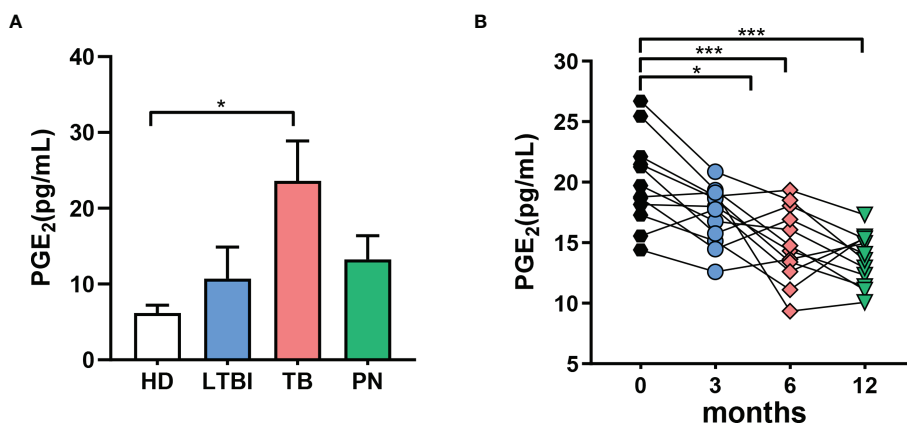 A
PGE2(pg/mL)
40
30
20
10
0
*
HD LTBI TB PN
B
PGE2(pg/mL)
30
25
20
15
10
5
***
***
*
0 3 6 12
months